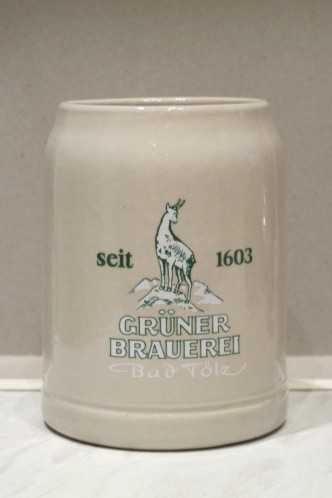 seit 1603
GRÜNER
BRAUEREI
Bad Tölz